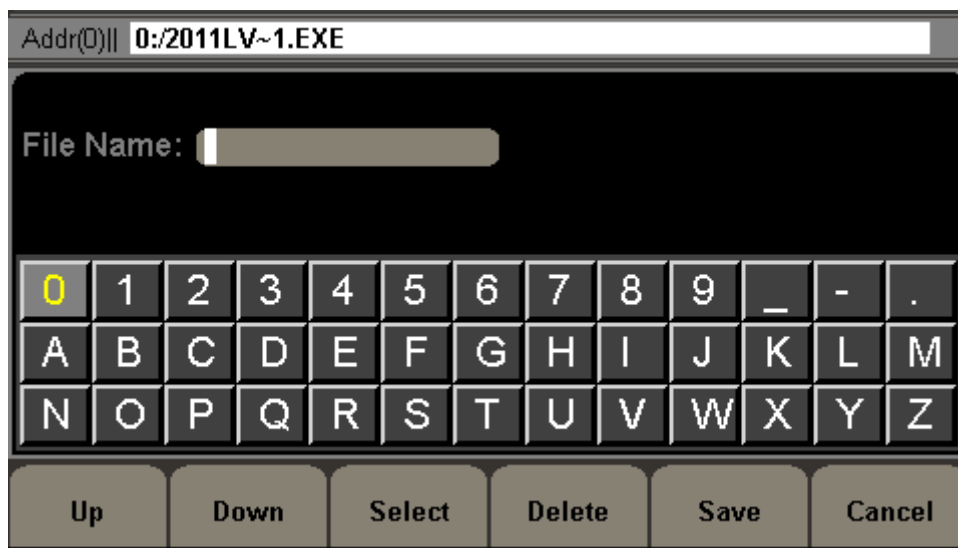 Addr(0)|| 0:/2011LV~1.EXE
File Name:
0 1 2 3 4 5 6 7 8 9 _ - .
A B C D E F G H I J K L M
N O P Q R S T U V W X Y Z
Up Down Select Delete Save Cancel